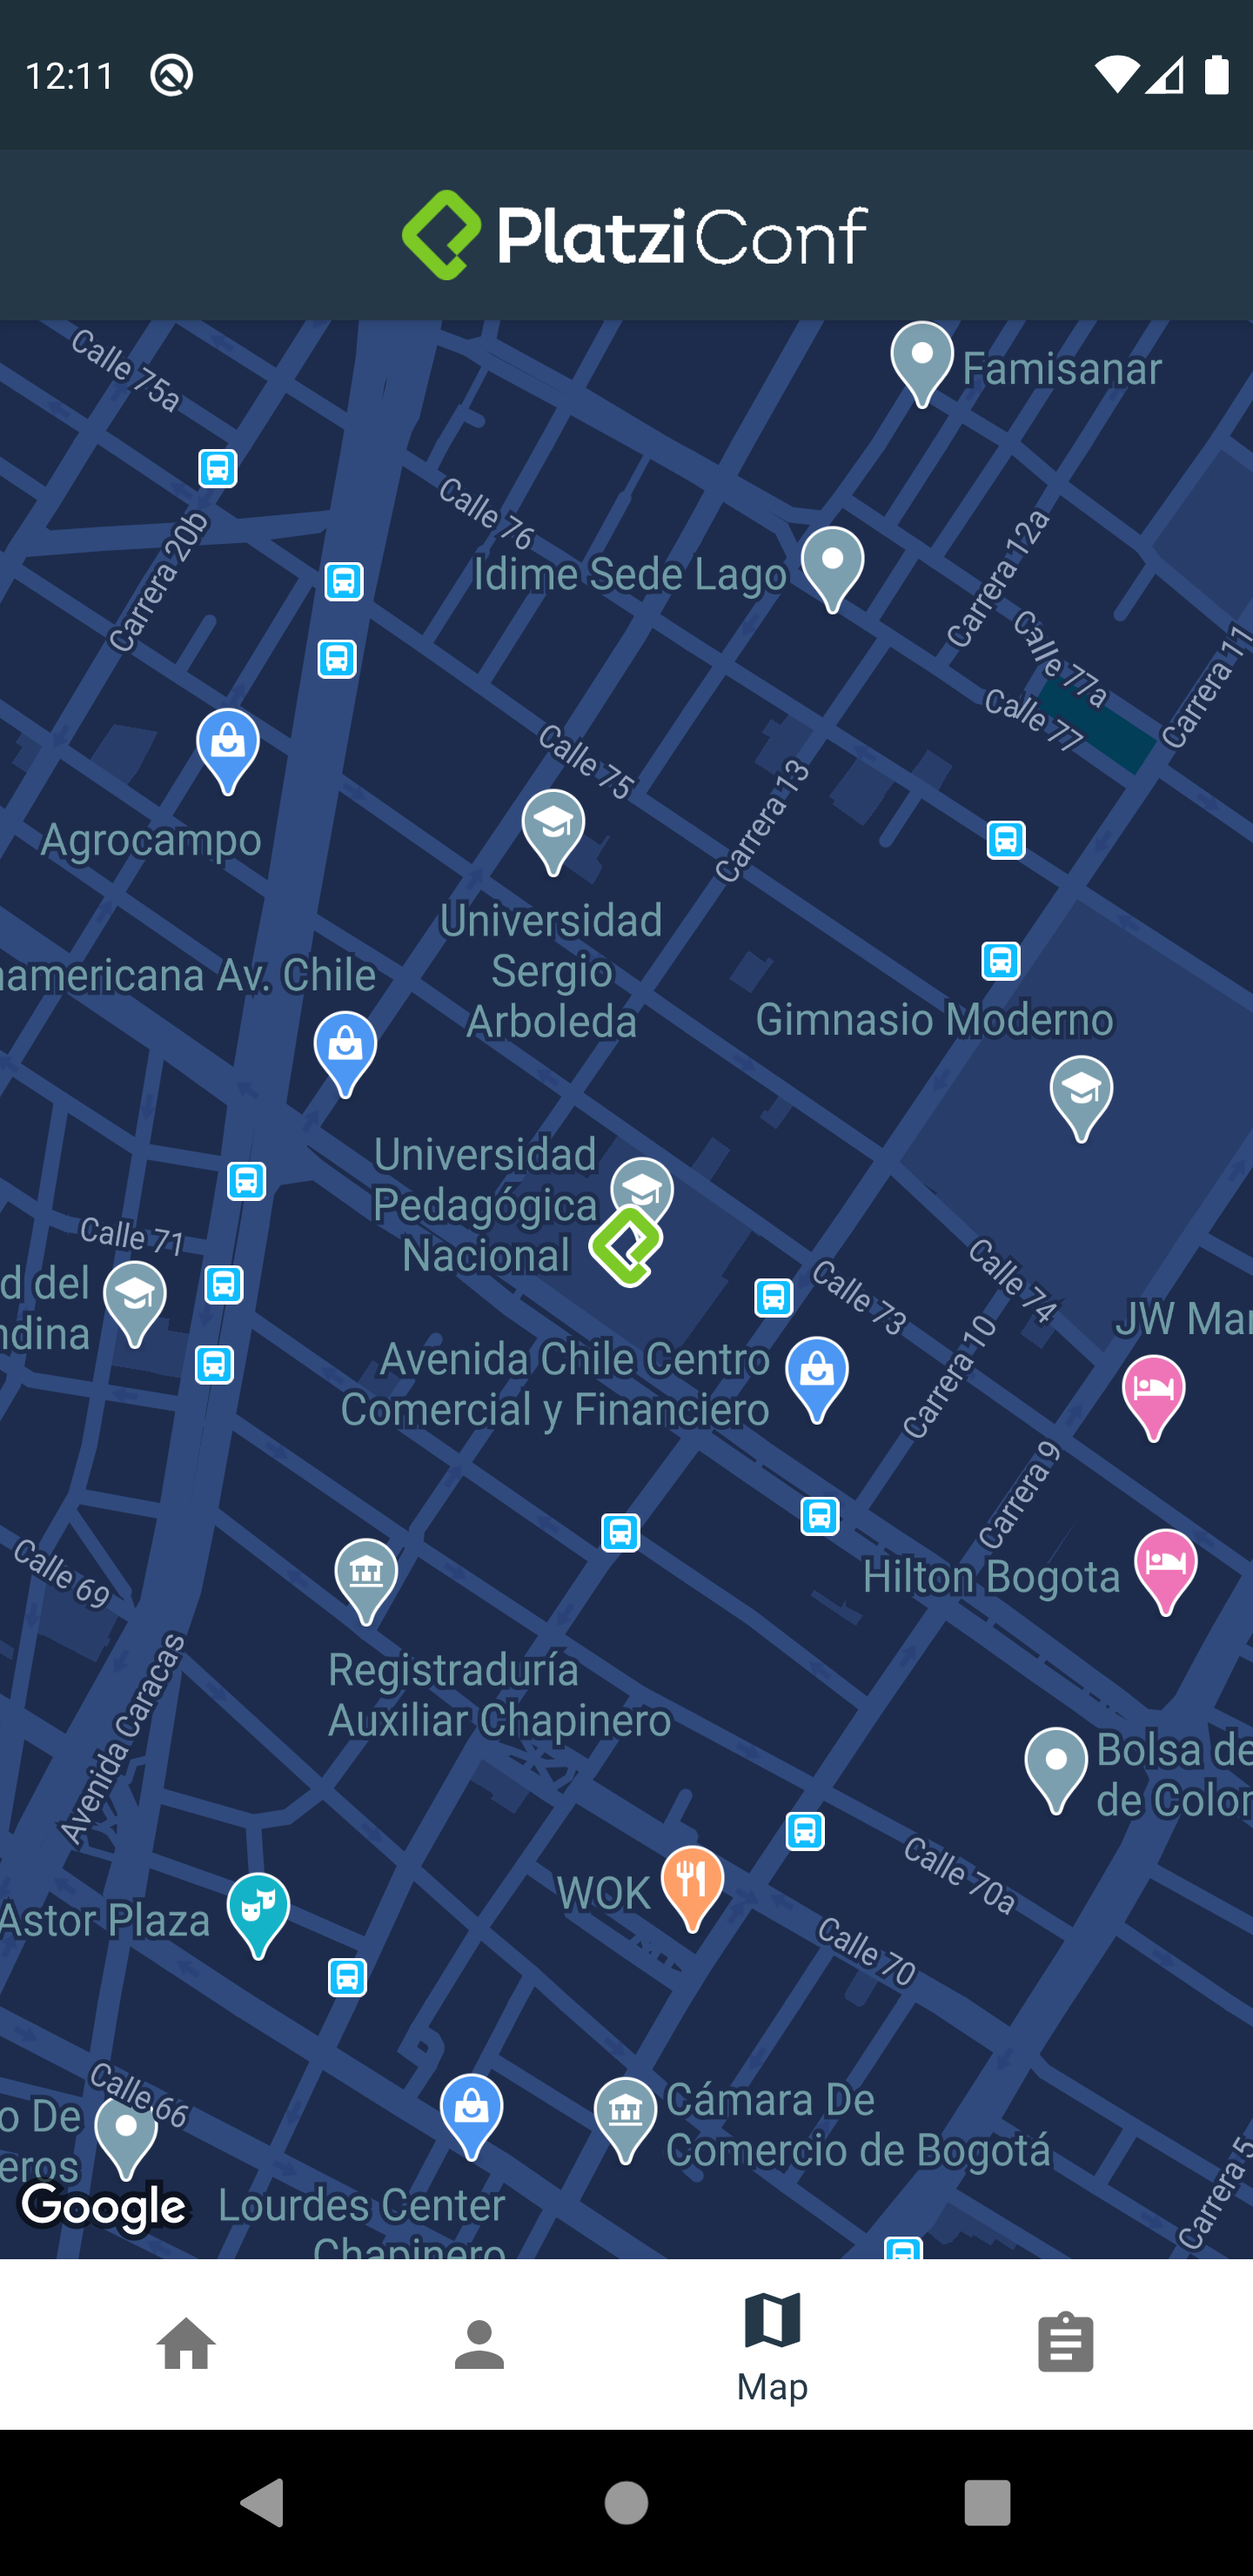 12:11
Platzi Conf
Calle 75a
Famisanar
Calle 76
Carrera 20b
Idime Sede Lago
Carrera 12a
Calle 77a
Carrera 11
Calle 77
Calle 75
Carrera 13
Agrocampo
Universidad
Sergio
Arboleda
namericana Av. Chile
Gimnasio Moderno
Universidad
Pedagógica
Nacional
Calle 71
d del
ndina
Calle 73
Calle 74
JW Mar
Avenida Chile Centro
Comercial y Financiero
Carrera 10
Carrera 9
Calle 69
Hilton Bogota
Registraduría
Auxiliar Chapinero
Avenida Caracas
Bolsa de
de Colom
Calle 70a
WOK
Astor Plaza
Calle 70
Calle 66
o De
eros
Cámara De
Comercio de Bogotá
Carrera 5
Google
Lourdes Center
Chapinero
Map